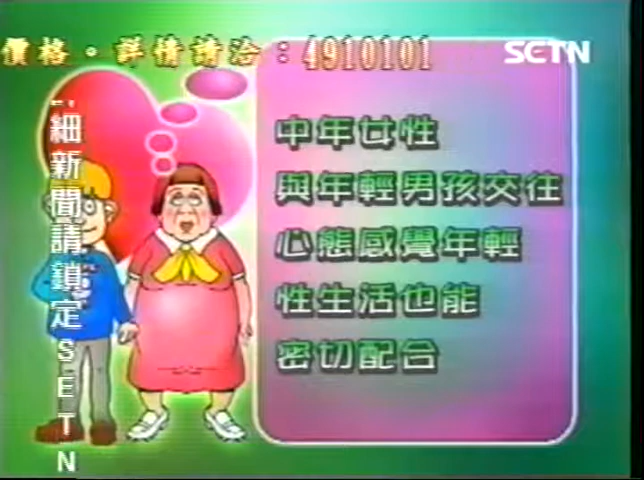 價格。詳情請洽：4910101
SETN
細新聞請鎖定SETN
中年女性
與年輕男孩交往
心態感覺年輕
性生活也能
密切配合